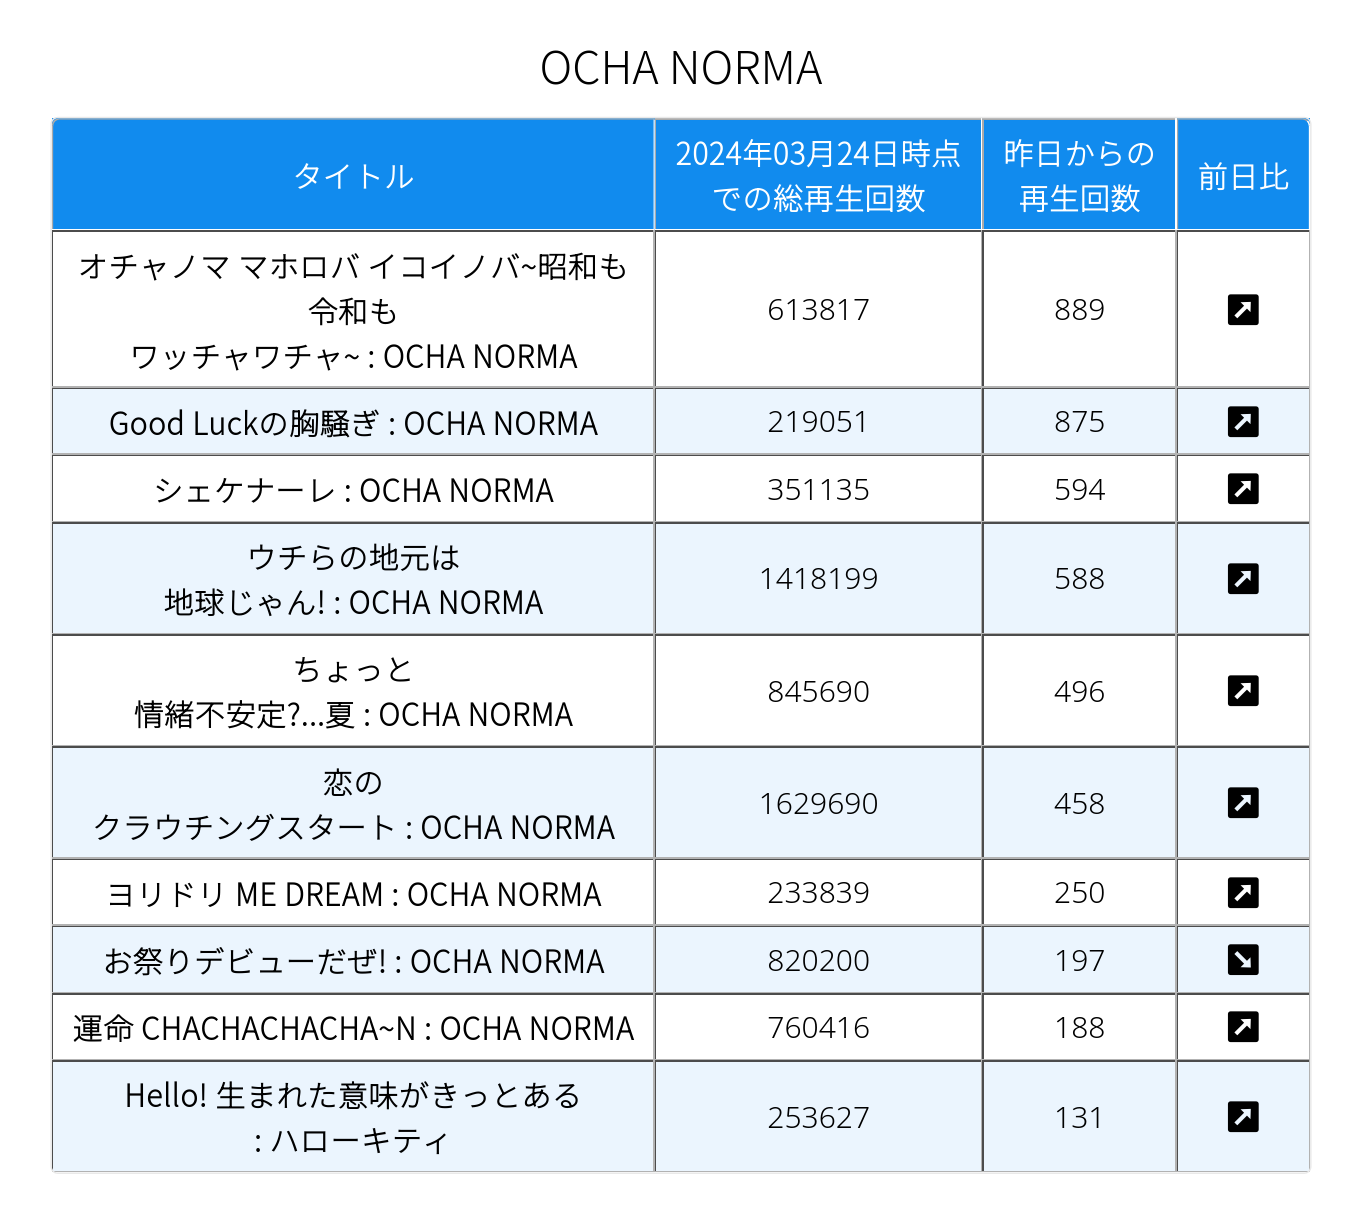 OCHA NORMA
タイトル
2024年03月24日時点
での総再生回数
昨日からの
再生回数
前日比
オチャノマ マホロバ イコイノバ~昭和も
令和も
ワッチャワチャ~ : OCHA NORMA
613817
889
Good Luckの胸騒ぎ : OCHA NORMA
219051
875
シェケナーレ : OCHA NORMA
351135
594
ウチらの地元は
地球じゃん! : OCHA NORMA
1418199
588
ちょっと
情緒不安定?...夏 : OCHA NORMA
845690
496
恋の
クラウチングスタート : OCHA NORMA
1629690
458
ヨリドリ ME DREAM : OCHA NORMA
233839
250
お祭りデビューだぜ! : OCHA NORMA
820200
197
運命 CHACHACHACHA~N : OCHA NORMA
760416
188
Hello! 生まれた意味がきっとある
: ハローキティ
253627
131